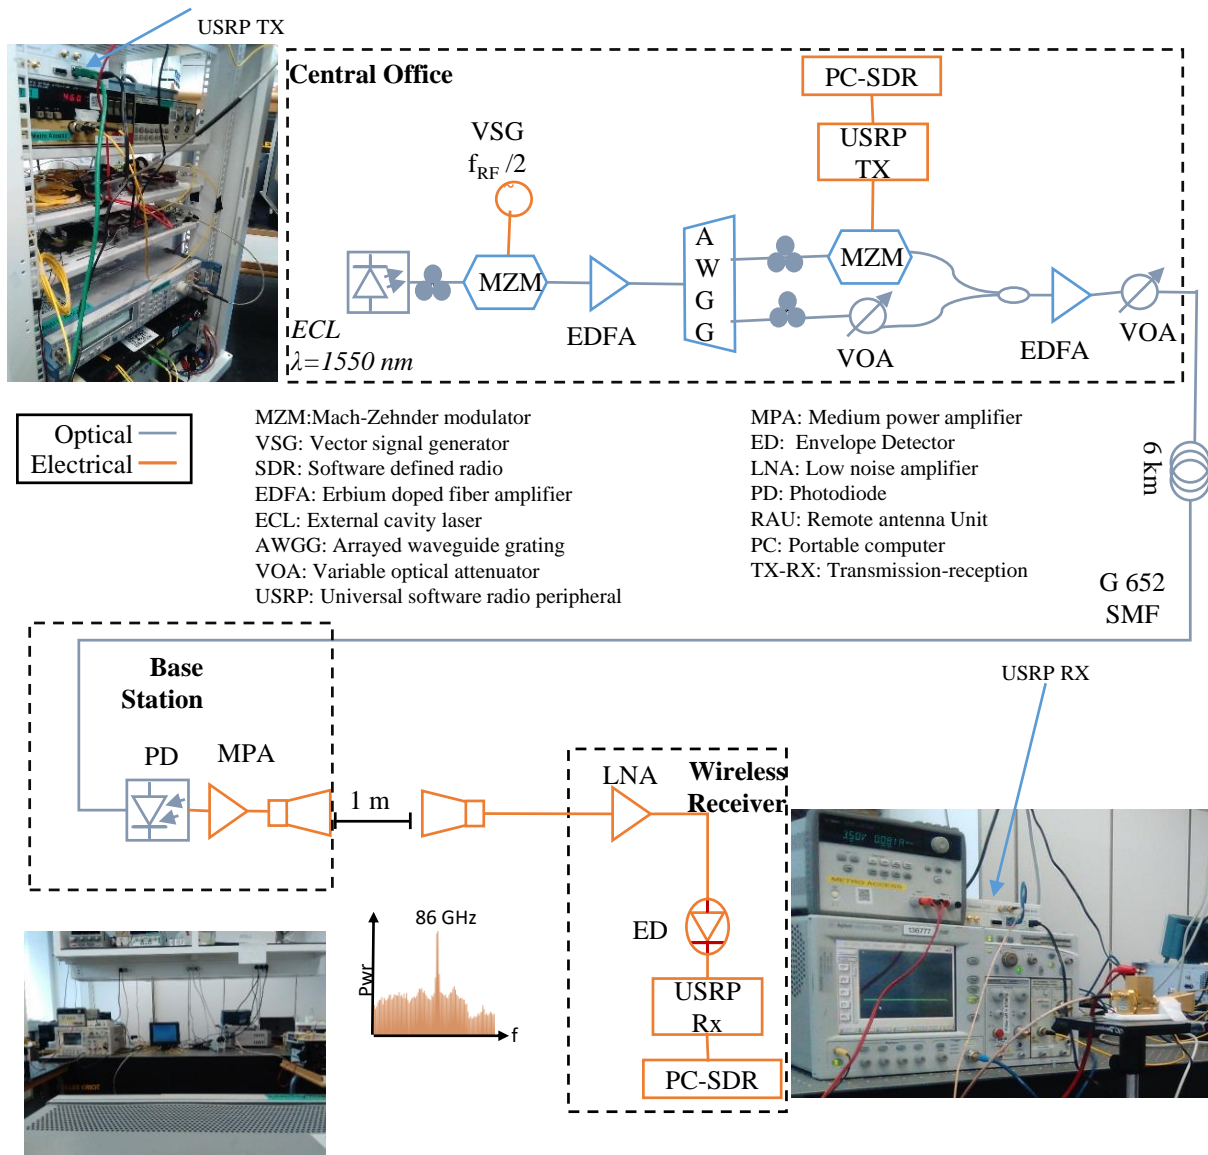 USRP TX
Central Office
PC-SDR
VSG
f_RF /2
USRP
TX
A
W
G
G
MZM
MZM
EDFA
ECL
λ=1550 nm
VOA
EDFA
VOA
Optical
Electrical
MZM:Mach-Zehnder modulator
VSG: Vector signal generator
SDR: Software defined radio
EDFA: Erbium doped fiber amplifier
ECL: External cavity laser
AWGG: Arrayed waveguide grating
VOA: Variable optical attenuator
USRP: Universal software radio peripheral
MPA: Medium power amplifier
ED: Envelope Detector
LNA: Low noise amplifier
PD: Photodiode
RAU: Remote antenna Unit
PC: Portable computer
TX-RX: Transmission-reception
6 km
G 652
SMF
Base
Station
PD
MPA
1 m
LNA
Wireless
Receiver
USRP RX
ED
USRP
Rx
PC-SDR
86 GHz
Pwr
f
METRO ACCESS
136777